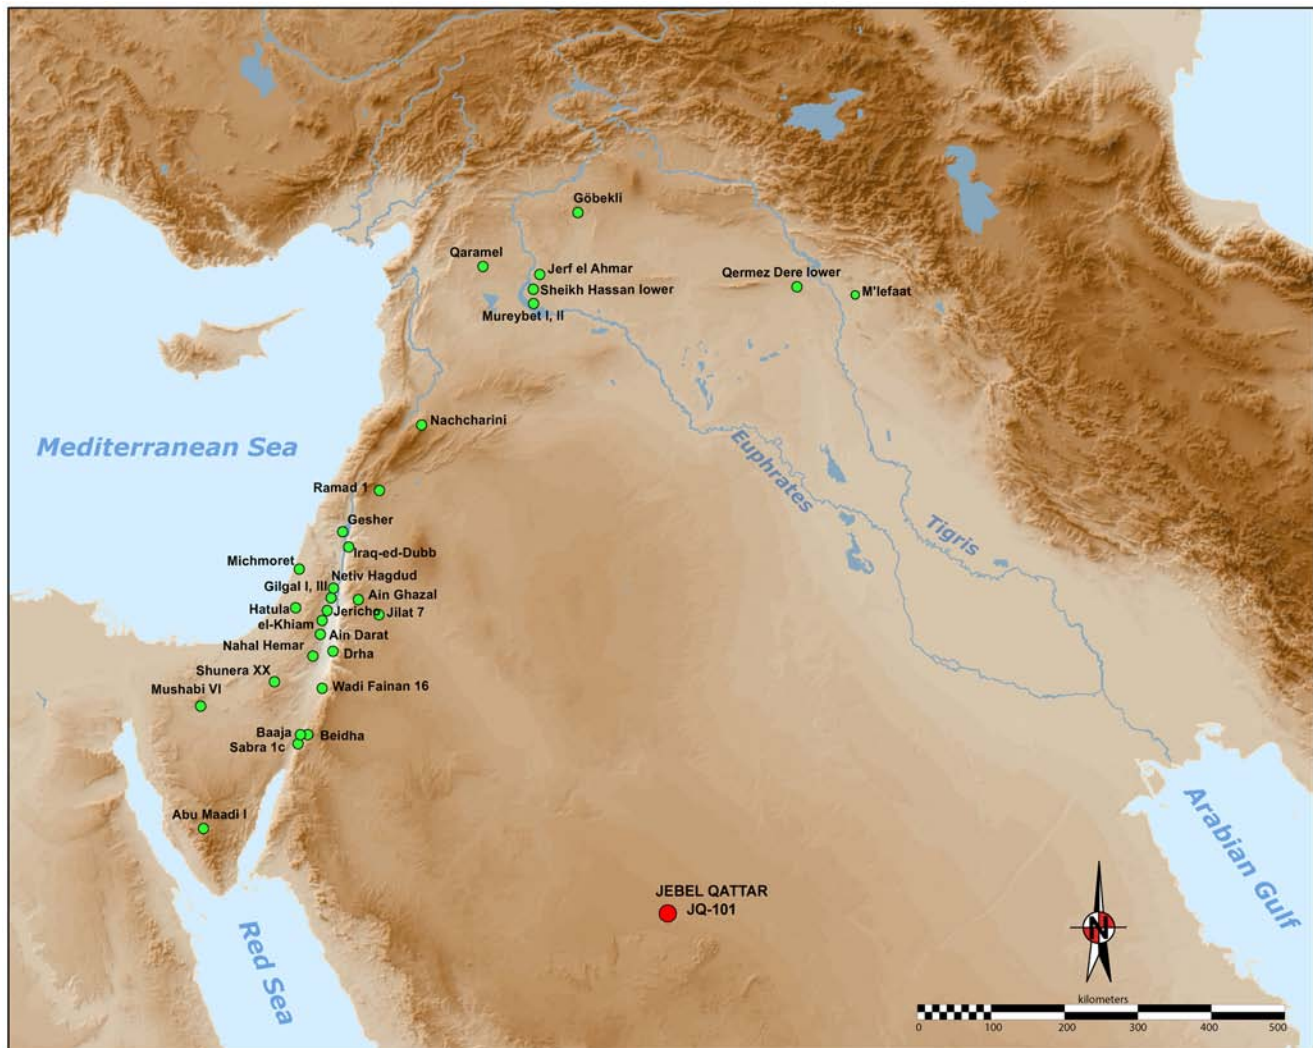 Göbekli
Qaramel
Jerf el Ahmar
Qermez Dere lower
Sheikh Hassan lower
M'lefaat
Mureybet I, II
Nachcharini
Mediterranean Sea
Euphrates
Ramad 1
Gesher
Tigris
Iraq-ed-Dubb
Michmoret
Netiv Hagdud
Gilgal I, III
Ain Ghazal
Hatula
Jericho
Jilat 7
el-Khiam
Ain Darat
Nahal Hemar
Drha
Shunera XX
Wadi Fainan 16
Mushabi VI
Baaja
Beidha
Sabra 1c
Arabian Gulf
Abu Maadi I
JEBEL QATTAR
JQ-101
Red Sea
N
kilometers
0 100 200 300 400 500